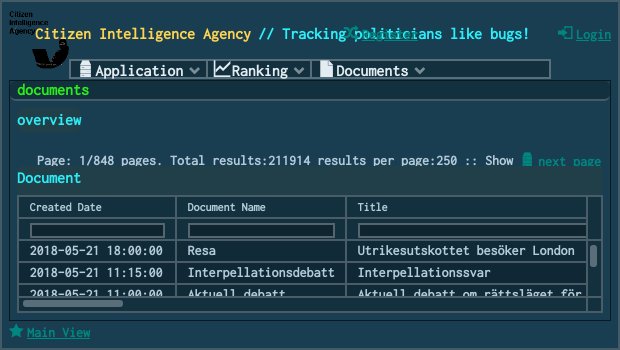 Citizen
Intelligence
Agency
Citizen Intelligence Agency // Tracking politicians like bugs!
Login
Application
Ranking
Documents
documents
overview
Page: 1/848 pages. Total results:211914 results per page:250 :: Show
next page
Document
Created Date
Document Name
Title
2018-05-21 18:00:00
Resa
Utrikesutskottet besöker London
2018-05-21 11:15:00
Interpellationsdebatt
Interpellationssvar
2018-05-21 11:00:00
Aktuell debatt
Aktuell debatt om rättsläget för
Main View